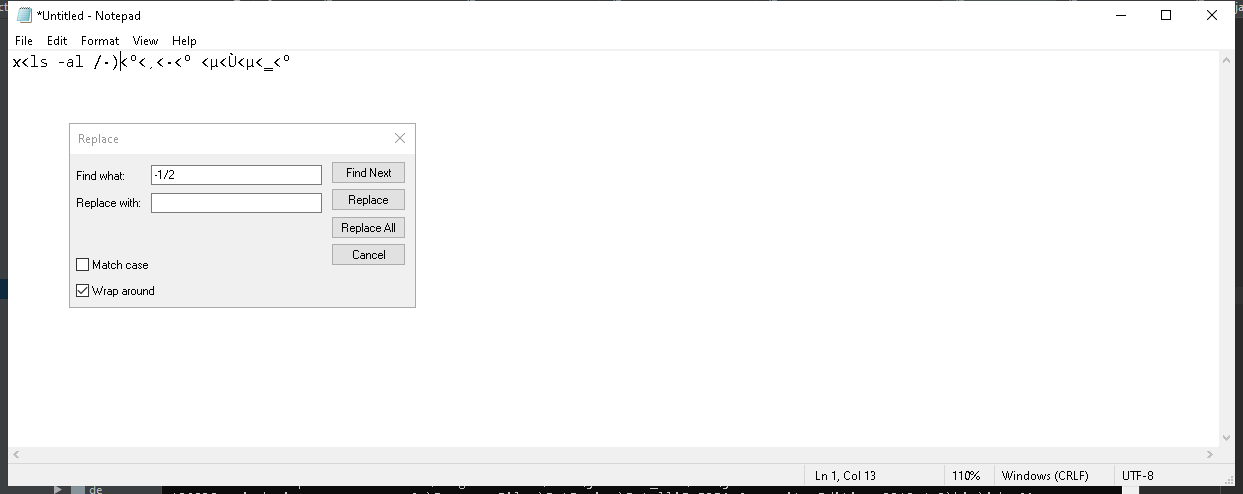 *Untitled - Notepad
File Edit Format View Help
x<ls -al /-)<º<,<-<º <µ<Ù<µ<‗<º
Replace
Find what: -1/2 Find Next
Replace with: Replace
Replace All
Cancel
Match case
Wrap around
Ln 1, Col 13 110% Windows (CRLF) UTF-8
de